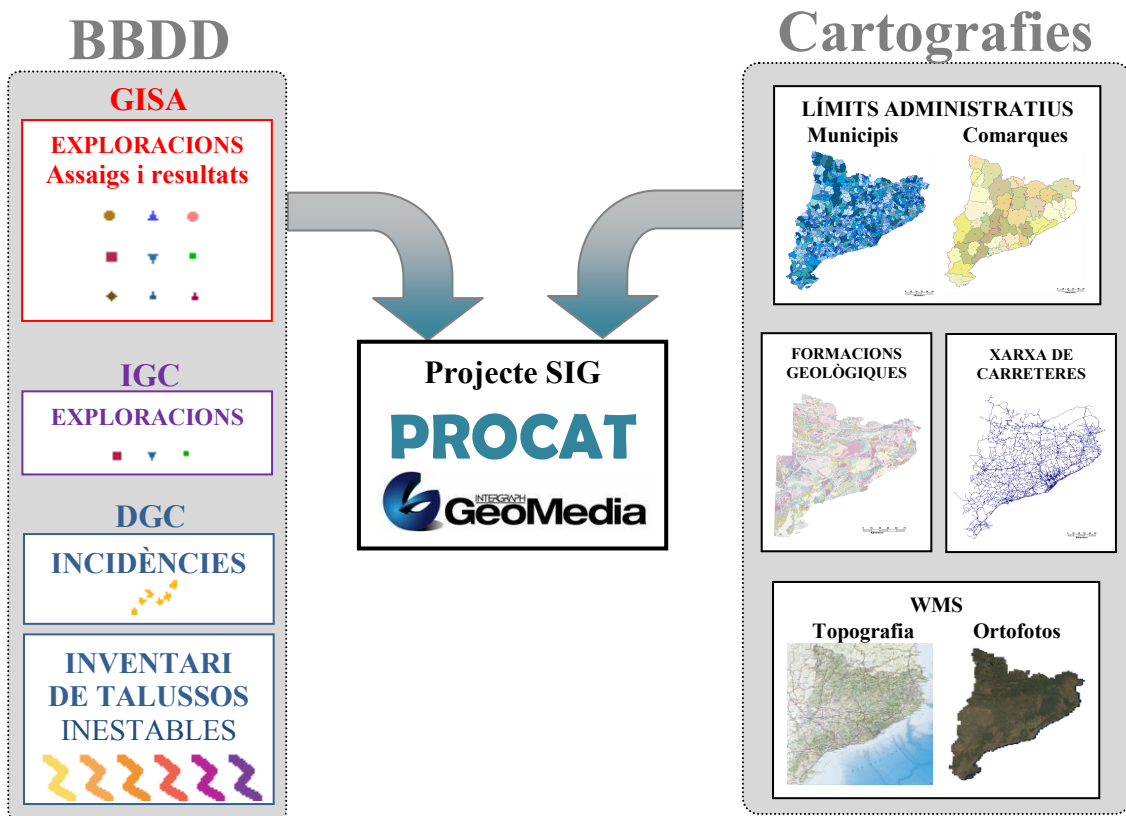 BBDD
GISA
EXPLORACIONS
Assaigs i resultats
IGC
EXPLORACIONS
DGC
INCIDÈNCIES
INVENTARI
DE TALUSSOS
INESTABLES
Projecte SIG
PROCAT
INTERGRAPH
GeoMedia
Cartografies
LÍMITS ADMINISTRATIUS
Municipis Comarques
FORMACIONS
GEOLÒGIQUES
XARXA DE
CARRETERES
WMS
Topografia Ortofotos